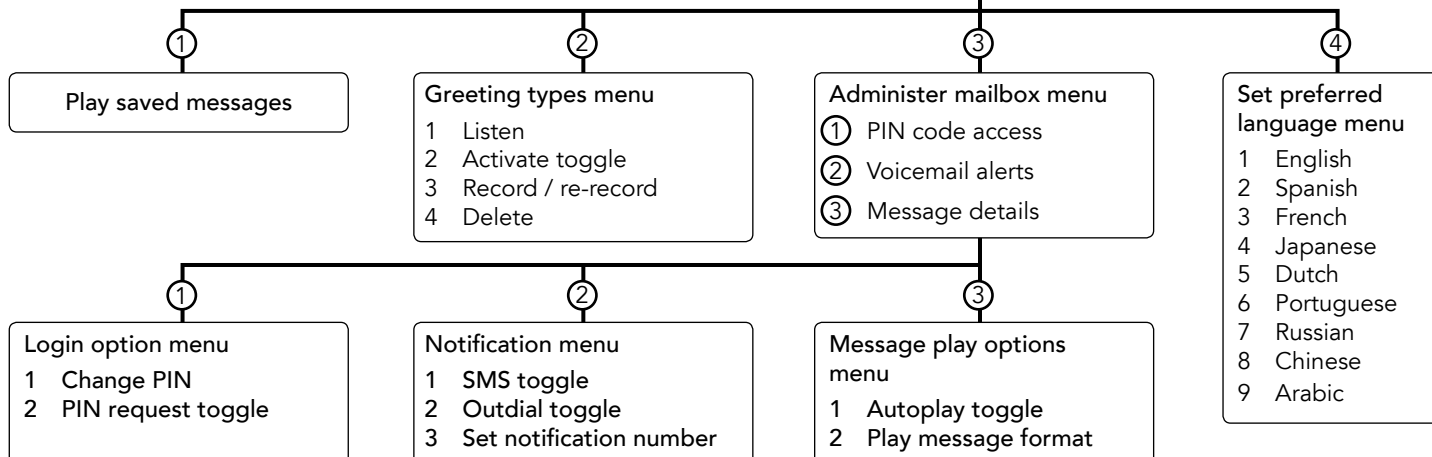 1
2
3
4
Play saved messages
Greeting types menu
1 Listen
2 Activate toggle
3 Record / re-record
4 Delete
Administer mailbox menu
1 PIN code access
2 Voicemail alerts
3 Message details
Set preferred
language menu
1 English
2 Spanish
3 French
4 Japanese
5 Dutch
6 Portuguese
7 Russian
8 Chinese
9 Arabic
1
2
3
Login option menu
1 Change PIN
2 PIN request toggle
Notification menu
1 SMS toggle
2 Outdial toggle
3 Set notification number
Message play options
menu
1 Autoplay toggle
2 Play message format